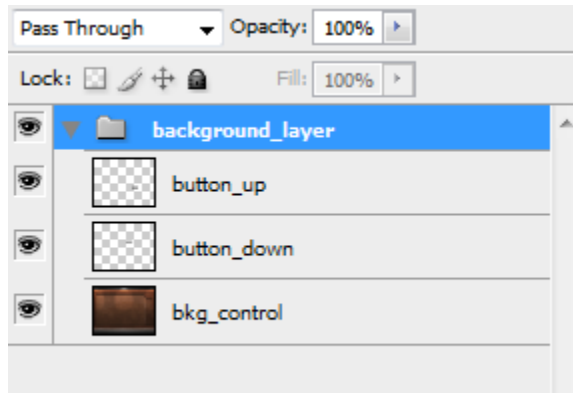 Pass Through Opacity: 100%
Lock: Fill: 100%
background_layer
button_up
button_down
bkg_control